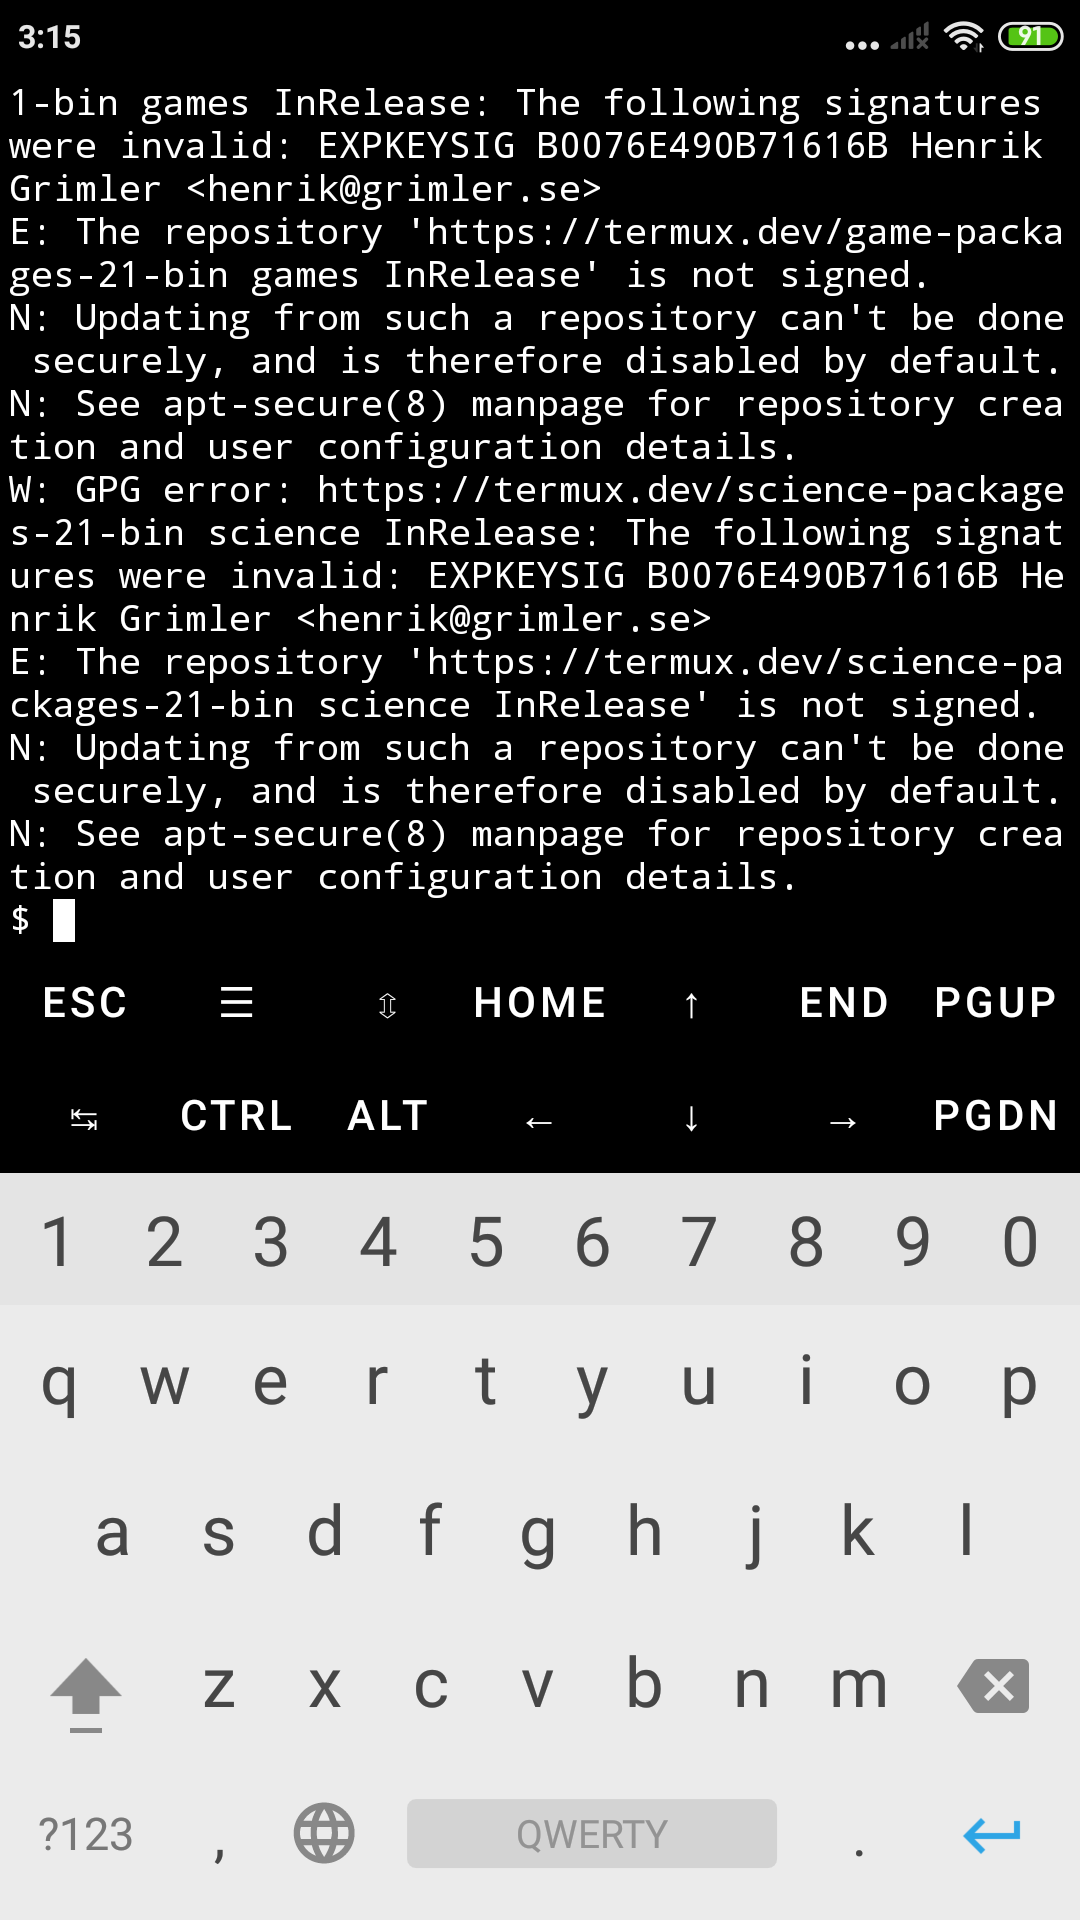 3:15
91
1-bin games InRelease: The following signatures
were invalid: EXPKEYSIG B0076E490B71616B Henrik
Grimler <henrik@grimler.se>
E: The repository 'https://termux.dev/game-packa
ges-21-bin games InRelease' is not signed.
N: Updating from such a repository can't be done
 securely, and is therefore disabled by default.
N: See apt-secure(8) manpage for repository crea
tion and user configuration details.
W: GPG error: https://termux.dev/science-package
s-21-bin science InRelease: The following signat
ures were invalid: EXPKEYSIG B0076E490B71616B He
nrik Grimler <henrik@grimler.se>
E: The repository 'https://termux.dev/science-pa
ckages-21-bin science InRelease' is not signed.
N: Updating from such a repository can't be done
 securely, and is therefore disabled by default.
N: See apt-secure(8) manpage for repository crea
tion and user configuration details.
$
ESC ☰ ⇳ HOME ↑ END PGUP
↹ CTRL ALT ← ↓ → PGDN
1 2 3 4 5 6 7 8 9 0
q w e r t y u i o p
a s d f g h j k l
z x c v b n m
?123 , QWERTY .